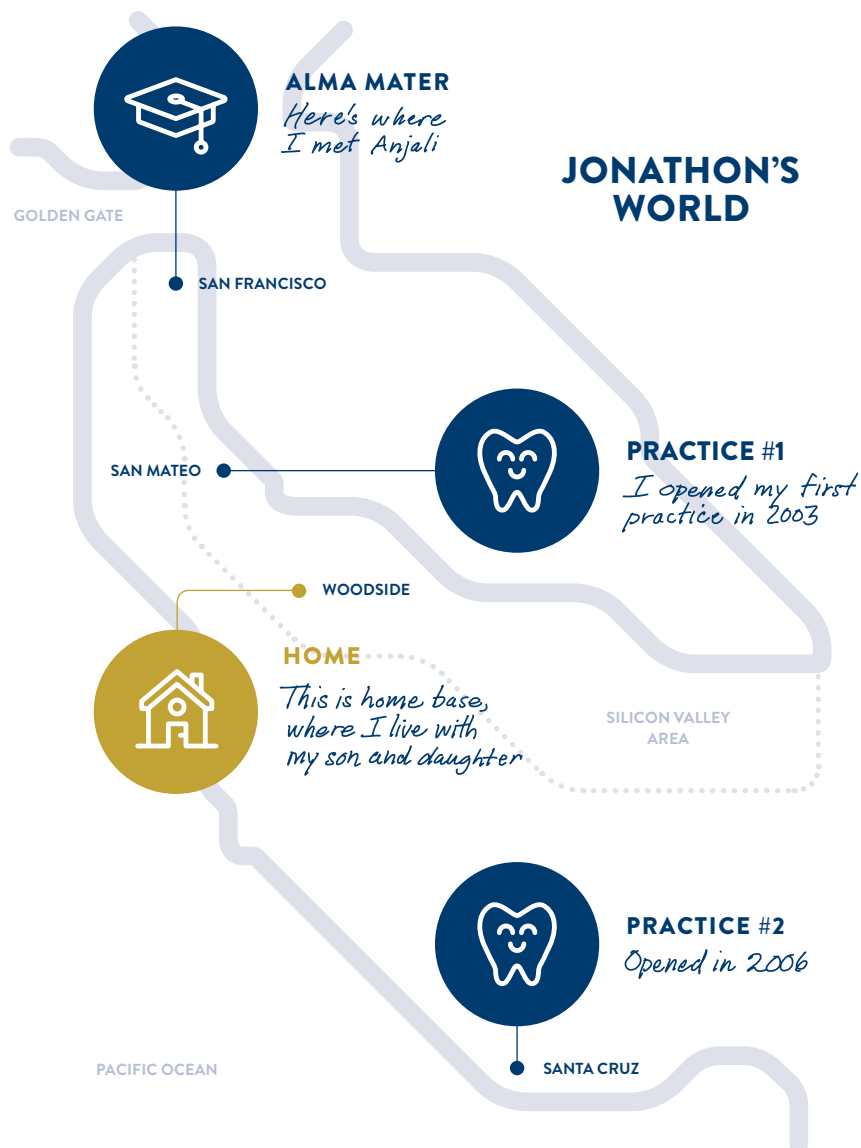 ALMA MATER
Here's where
I met Anjali
JONATHON'S
WORLD
GOLDEN GATE
SAN FRANCISCO
PRACTICE #1
SAN MATEO
I opened my first
practice in 2003
WOODSIDE
HOME
This is home base,
where I live with
my son and daughter
SILICON VALLEY
AREA
PRACTICE #2
Opened in 2006
PACIFIC OCEAN
SANTA CRUZ